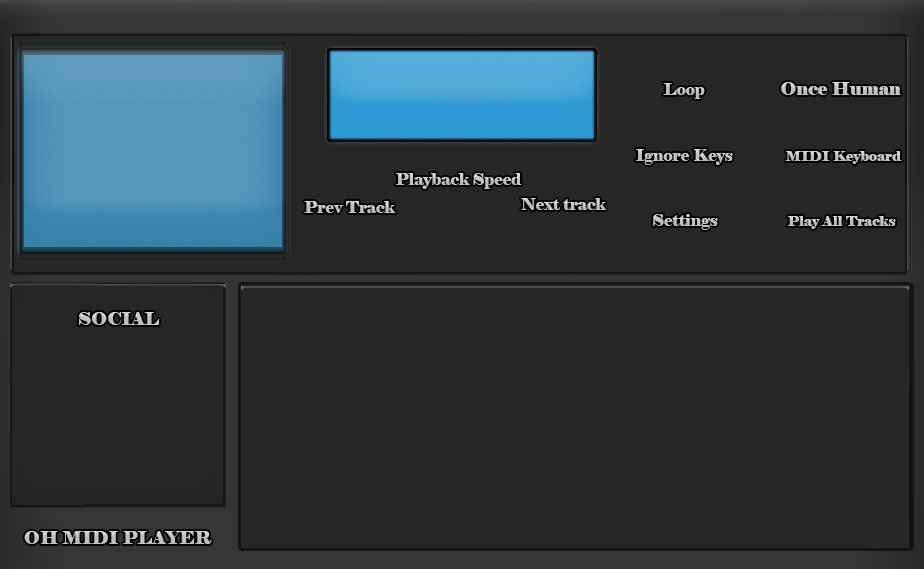 Loop
Once Human
Ignore Keys
MIDI Keyboard
Playback Speed
Prev Track
Next track
Settings
Play All Tracks
SOCIAL
OH MIDI PLAYER